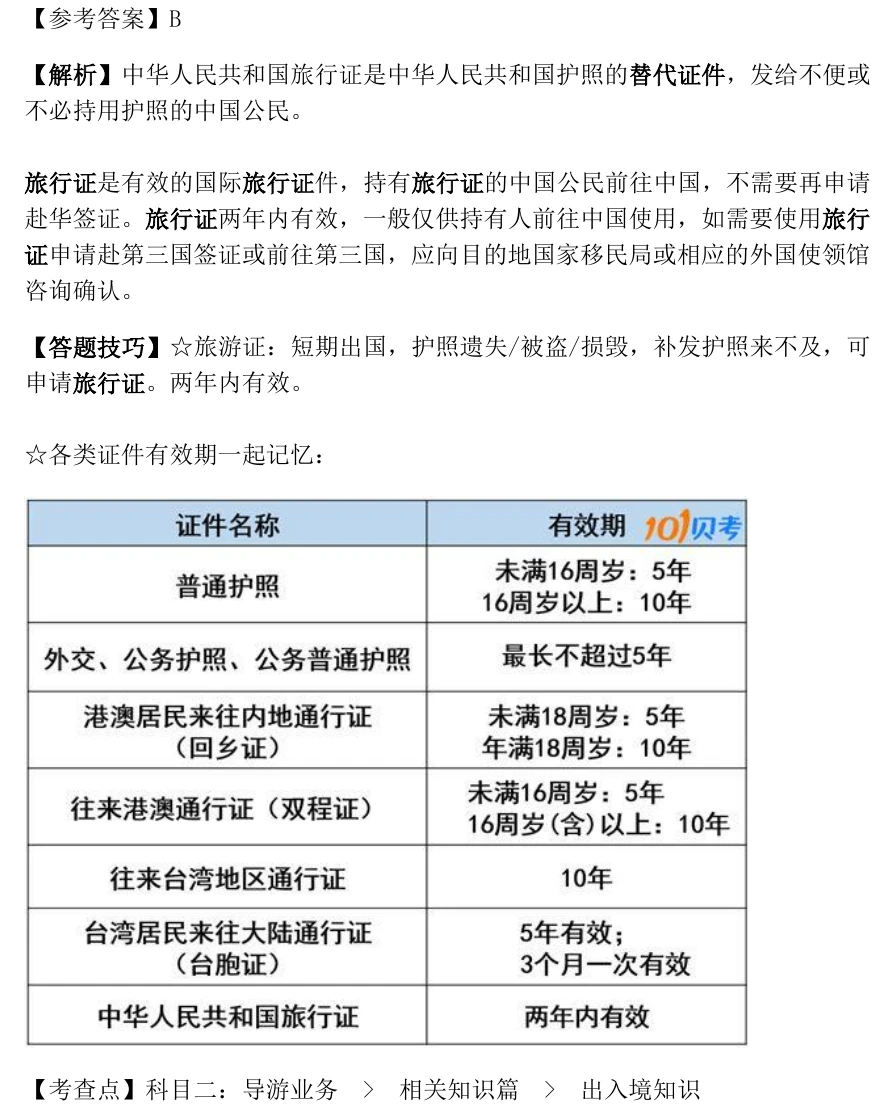 【参考答案】B
【解析】中华人民共和国旅行证是中华人民共和国护照的替代证件，发给不便或
不必持用护照的中国公民。
旅行证是有效的国际旅行证件，持有旅行证的中国公民前往中国，不需要再申请
赴华签证。旅行证两年内有效，一般仅供持有人前往中国使用，如需要使用旅行
证申请赴第三国签证或前往第三国，应向目的地国家移民局或相应的外国使领馆
咨询确认。
【答题技巧】☆旅游证：短期出国，护照遗失/被盗/损毁，补发护照来不及，可
申请旅行证。两年内有效。
☆各类证件有效期一起记忆：
证件名称 有效期 101贝考
普通护照 未满16周岁：5年
16周岁以上：10年
外交、公务护照、公务普通护照 最长不超过5年
港澳居民来往内地通行证 未满18周岁：5年
（回乡证） 年满18周岁：10年
往来港澳通行证（双程证） 未满16周岁：5年
16周岁(含)以上：10年
往来台湾地区通行证 10年
台湾居民来往大陆通行证 5年有效；
（台胞证） 3个月一次有效
中华人民共和国旅行证 两年内有效
【考查点】科目二：导游业务 > 相关知识篇 > 出入境知识